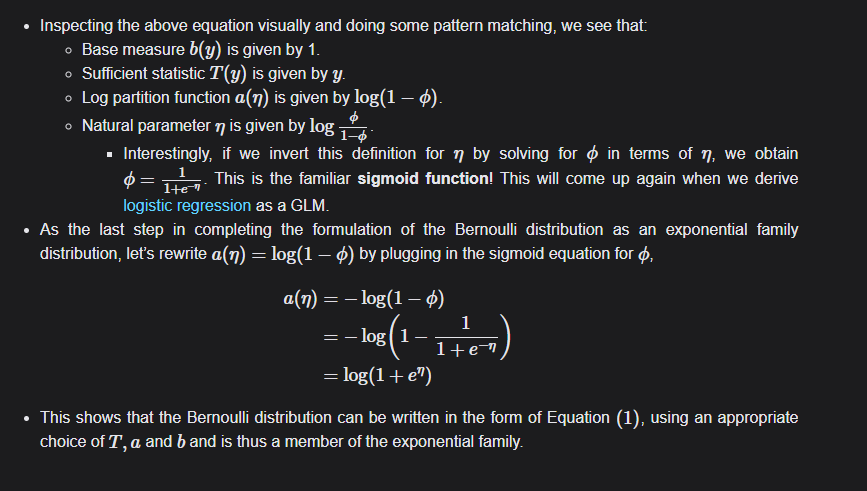 • Inspecting the above equation visually and doing some pattern matching, we see that:
∘ Base measure b(y) is given by 1.
∘ Sufficient statistic T(y) is given by y.
∘ Log partition function a(η) is given by log(1 − ϕ).
∘ Natural parameter η is given by log ϕ/(1−ϕ).
▪ Interestingly, if we invert this definition for η by solving for ϕ in terms of η, we obtain
ϕ = 1/(1+e^{−η}). This is the familiar sigmoid function! This will come up again when we derive
logistic regression as a GLM.
• As the last step in completing the formulation of the Bernoulli distribution as an exponential family
distribution, let's rewrite a(η) = log(1 − ϕ) by plugging in the sigmoid equation for ϕ,
a(η) = − log(1 − ϕ)
= − log(1 − 1/(1 + e^{−η}))
= log(1 + e^η)
• This shows that the Bernoulli distribution can be written in the form of Equation (1), using an appropriate
choice of T, a and b and is thus a member of the exponential family.